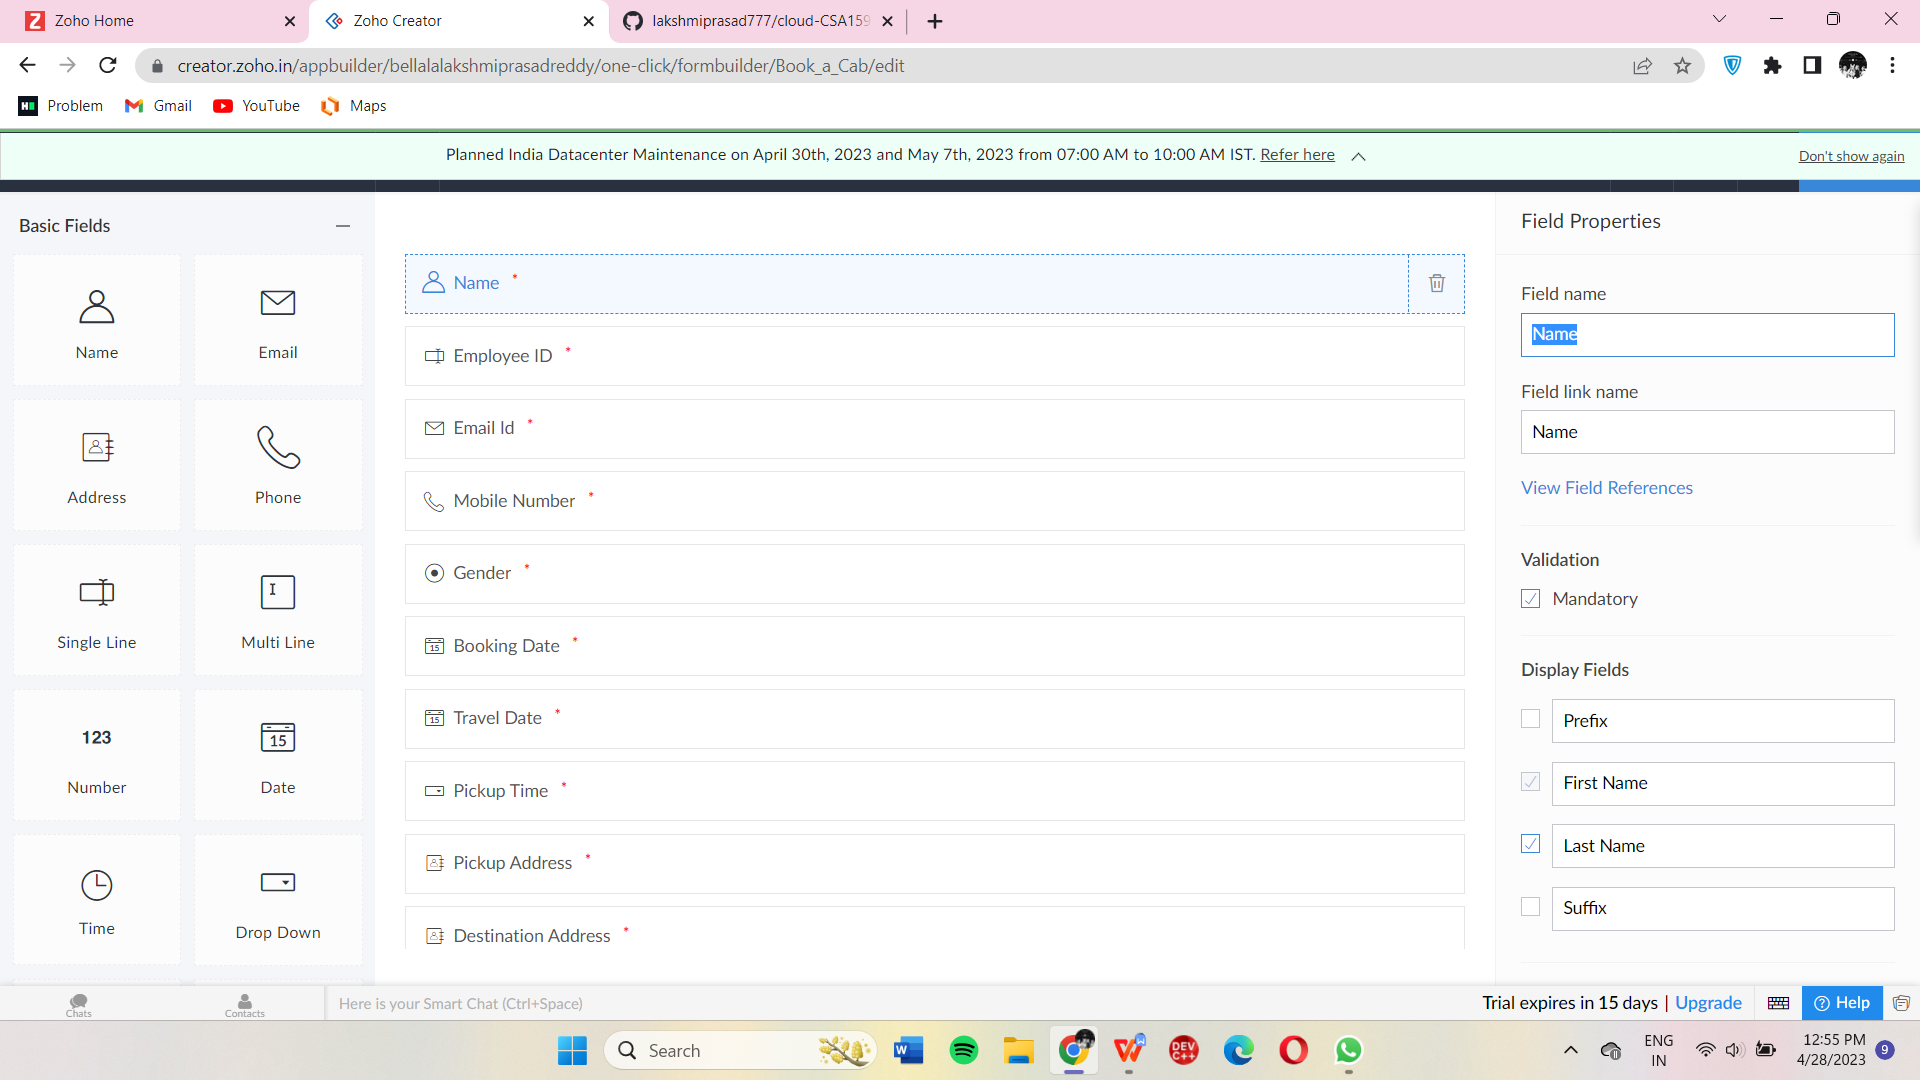 Zoho Home
Zoho Creator
lakshmiprasad777/cloud-CSA159
creator.zoho.in/appbuilder/bellalalakshmiprasadreddy/one-click/formbuilder/Book_a_Cab/edit
Problem
Gmail
YouTube
Maps
Planned India Datacenter Maintenance on April 30th, 2023 and May 7th, 2023 from 07:00 AM to 10:00 AM IST. Refer here
Don't show again
Basic Fields
Name
Email
Address
Phone
Single Line
Multi Line
123
Number
15
Date
Time
Drop Down
Name *
Employee ID *
Email Id *
Mobile Number *
Gender *
15 Booking Date *
15 Travel Date *
Pickup Time *
Pickup Address *
Destination Address *
Field Properties
Field name
Name
Field link name
Name
View Field References
Validation
Mandatory
Display Fields
Prefix
First Name
Last Name
Suffix
Chats
Contacts
Here is your Smart Chat (Ctrl+Space)
Trial expires in 15 days | Upgrade
Help
Search
DEV C++
ENG
IN
12:55 PM
4/28/2023
9